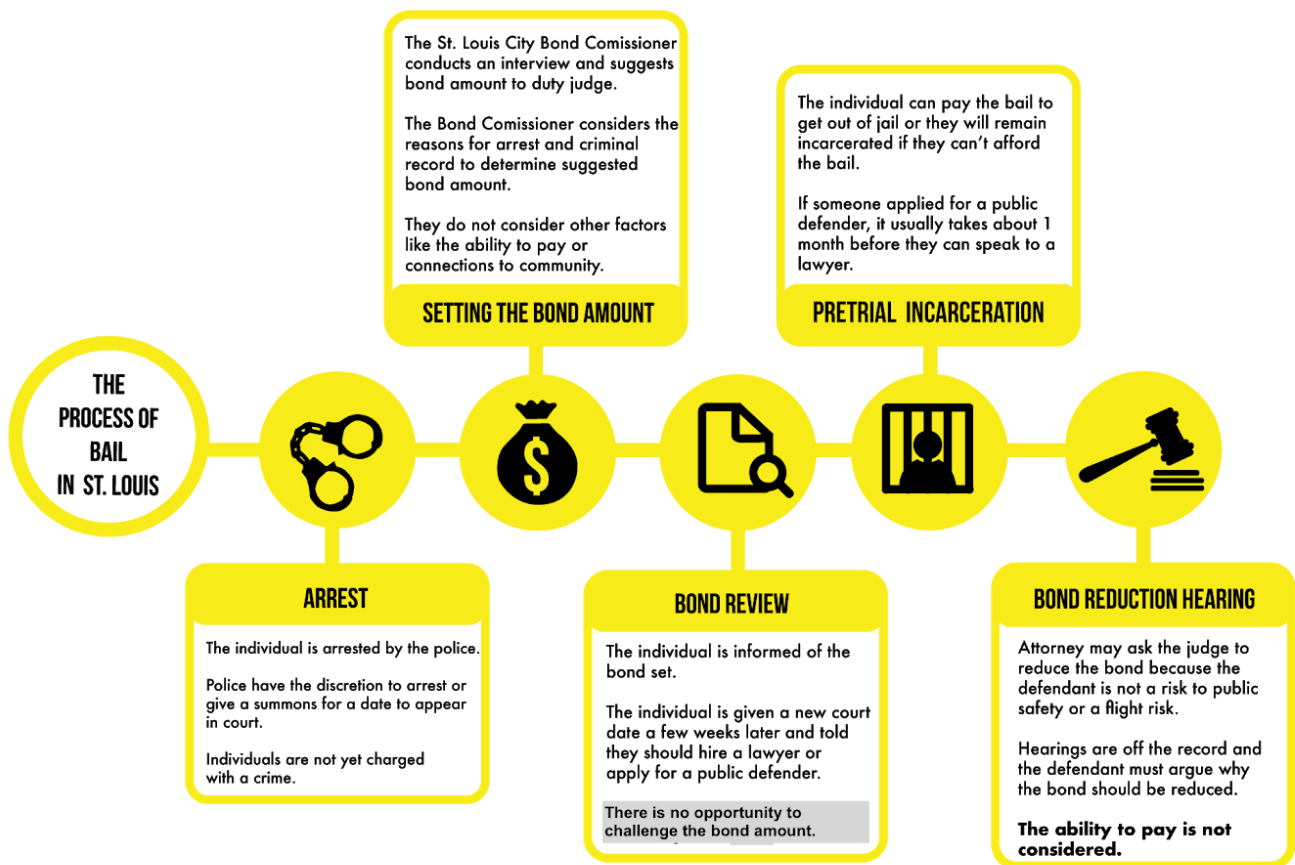 THE
PROCESS OF
BAIL
IN ST. LOUIS
The individual is arrested by the police.
ARREST
Police have the discretion to arrest or
give a summons for a date to appear
in court.
Individuals are not yet charged
with a crime.
The St. Louis City Bond Comissioner
conducts an interview and suggests
bond amount to duty judge.
The Bond Comissioner considers the
reasons for arrest and criminal
record to determine suggested
bond amount.
They do not consider other factors
like the ability to pay or
connections to community.
SETTING THE BOND AMOUNT
$
BOND REVIEW
The individual is informed of the
bond set.
The individual is given a new court
date a few weeks later and told
they should hire a lawyer or
apply for a public defender.
There is no opportunity to
challenge the bond amount.
The individual can pay the bail to
get out of jail or they will remain
incarcerated if they can't afford
the bail.
If someone applied for a public
defender, it usually takes about 1
month before they can speak to a
lawyer.
PRETRIAL INCARCERATION
BOND REDUCTION HEARING
Attorney may ask the judge to
reduce the bond because the
defendant is not a risk to public
safety or a flight risk.
Hearings are off the record and
the defendant must argue why
the bond should be reduced.
The ability to pay is not
considered.